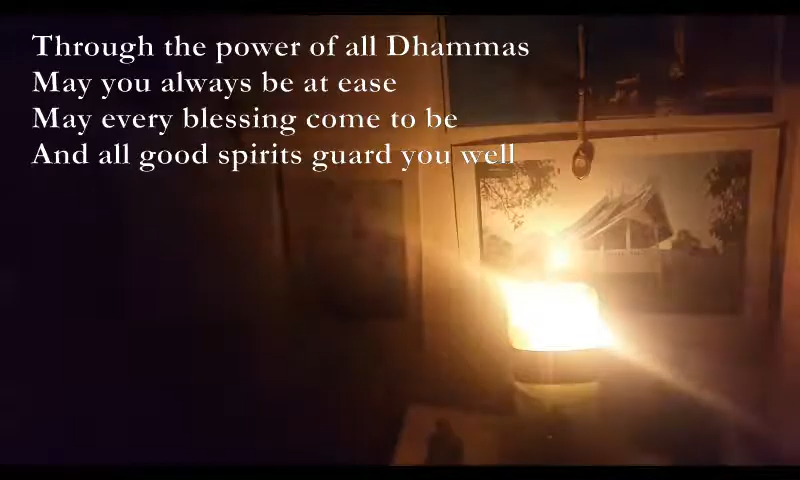 Through the power of all Dhammas
May you always be at ease
May every blessing come to be
And all good spirits guard you well